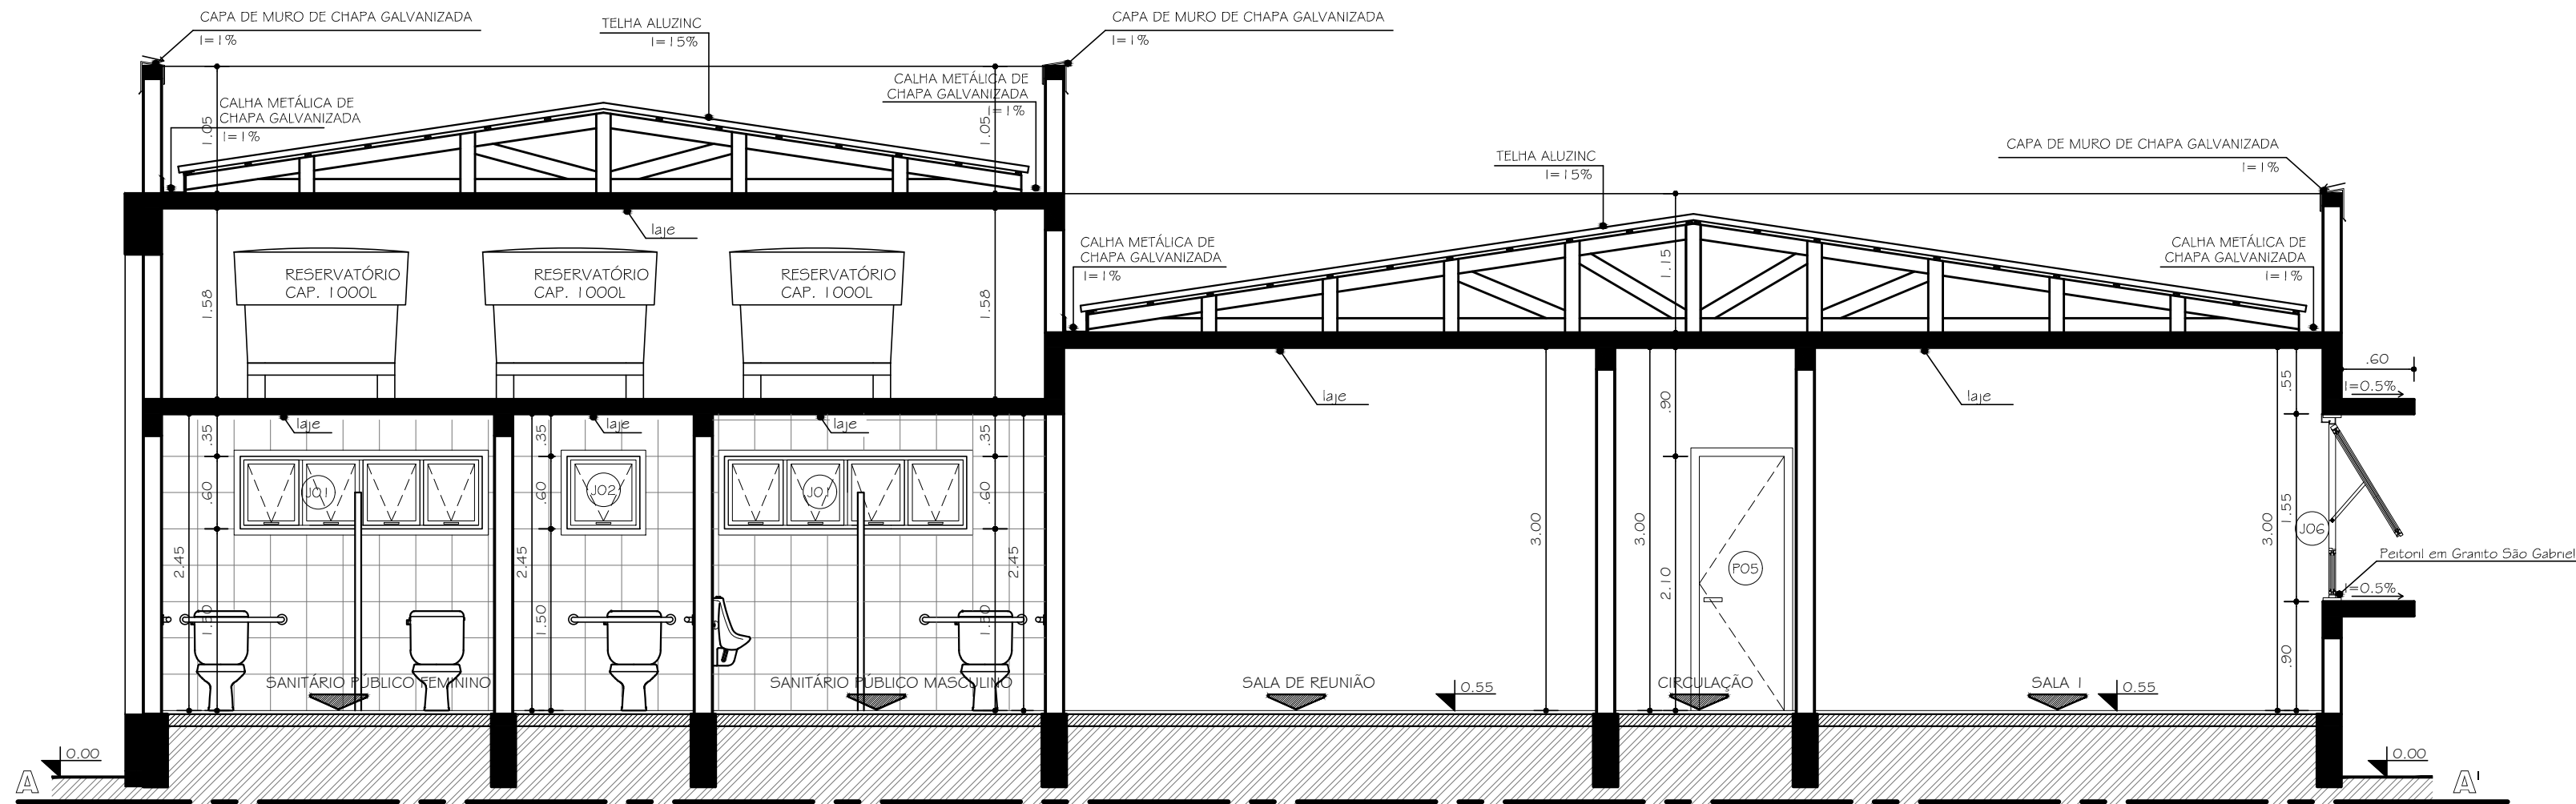 CAPA DE MURO DE CHAPA GALVANIZADA
I=1%
TELHA ALUZINC
I=15%
CAPA DE MURO DE CHAPA GALVANIZADA
I=1%
CALHA METÁLICA DE
CHAPA GALVANIZADA
I=1%
CALHA METÁLICA DE
CHAPA GALVANIZADA
I=1%
1.05
1.05
TELHA ALUZINC
I=15%
CAPA DE MURO DE CHAPA GALVANIZADA
I=1%
laje
CALHA METÁLICA DE
CHAPA GALVANIZADA
I=1%
1.15
CALHA METÁLICA DE
CHAPA GALVANIZADA
I=1%
RESERVATÓRIO
CAP. 1000L
RESERVATÓRIO
CAP. 1000L
RESERVATÓRIO
CAP. 1000L
1.58
1.58
laje
laje
.60
I=0.5%
laje
laje
laje
.35
.35
.35
.90
.55
J01
J02
J01
.60
.60
.60
2.45
2.45
2.45
3.00
3.00
3.00
1.55
J06
Peitoril em Granito São Gabriel
I=0.5%
P05
2.10
1.50
1.50
1.50
.90
SANITÁRIO PÚBLICO FEMININO
SANITÁRIO PÚBLICO MASCULINO
SALA DE REUNIÃO
0.55
CIRCULAÇÃO
SALA 1
0.55
0.00
0.00
A
A'